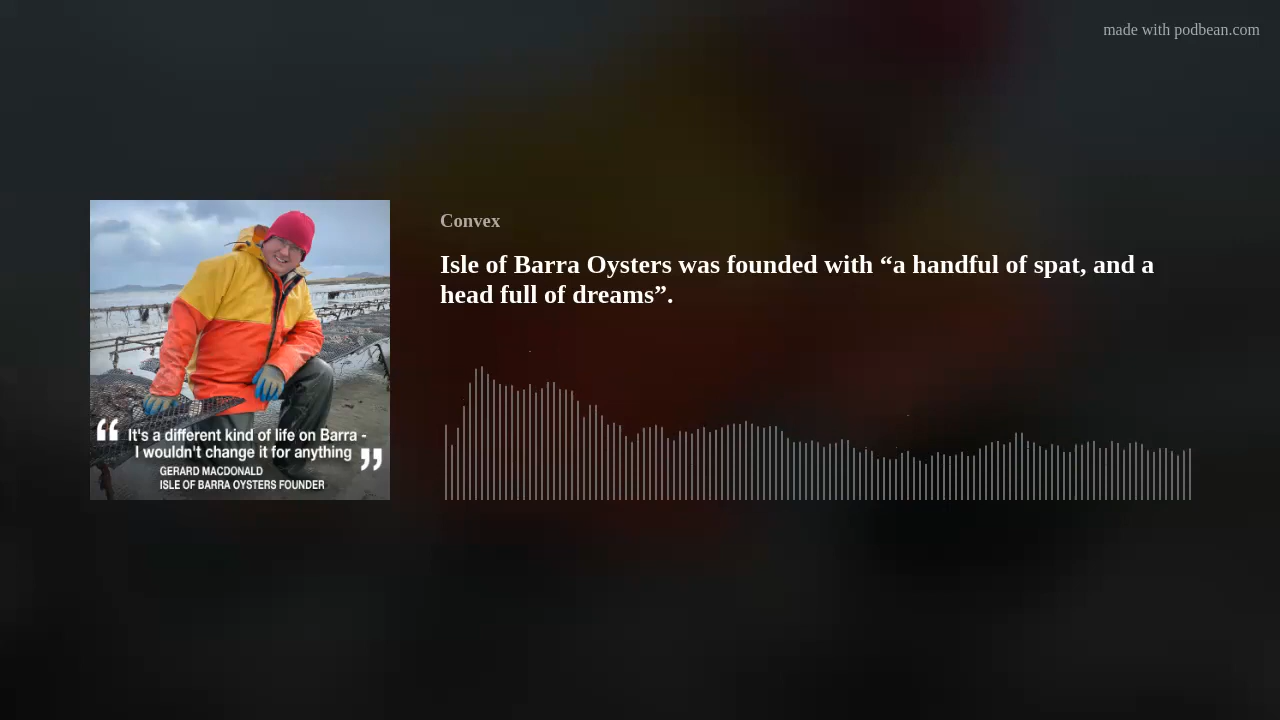 made with podbean.com
Convex
Isle of Barra Oysters was founded with “a handful of spat, and a
head full of dreams”.
“ It's a different kind of life on Barra -
I wouldn't change it for anything ”
GERARD MACDONALD
ISLE OF BARRA OYSTERS FOUNDER